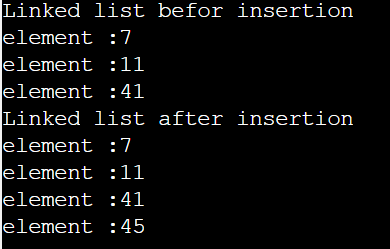 Linked list befor insertion
element :7
element :11
element :41
Linked list after insertion
element :7
element :11
element :41
element :45